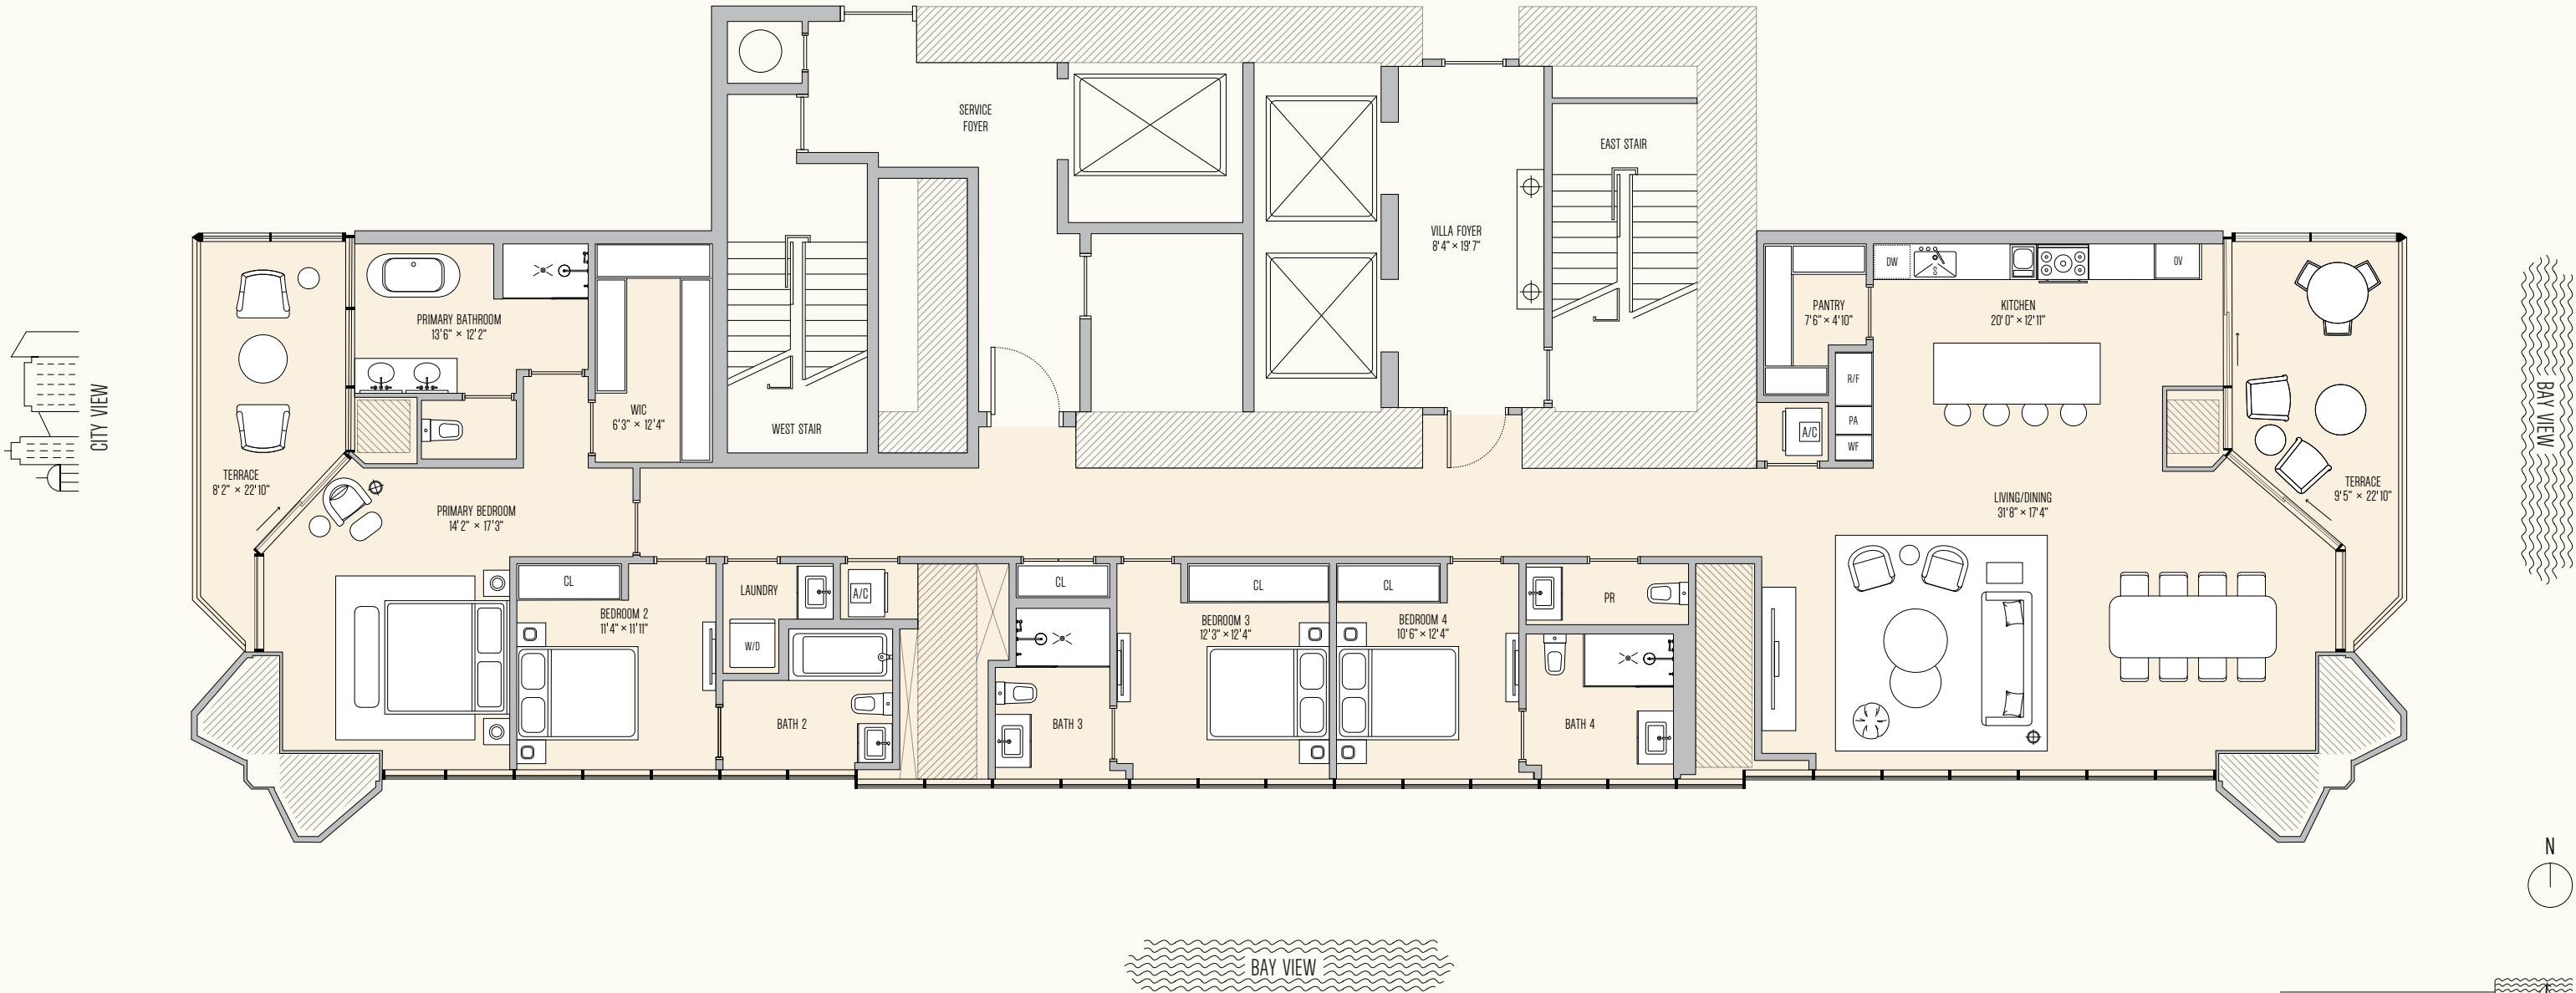 SERVICE
FOYER
EAST STAIR
VILLA FOYER
8'4" × 19'7"
DW
S
OV
PRIMARY BATHROOM
13'6" × 12'2"
PANTRY
7'6" × 4'10"
KITCHEN
20'0" × 12'11"
R/F
PA
WF
A/C
CITY VIEW
BAY VIEW
WIC
6'3" × 12'4"
WEST STAIR
TERRACE
8'2" × 22'10"
PRIMARY BEDROOM
14'2" × 17'3"
LIVING/DINING
31'8" × 17'4"
TERRACE
9'5" × 22'10"
CL
LAUNDRY
A/C
CL
CL
CL
PR
BEDROOM 2
11'4" × 11'11"
W/D
BEDROOM 3
12'3" × 12'4"
BEDROOM 4
10'6" × 12'4"
BATH 2
BATH 3
BATH 4
N
BAY VIEW